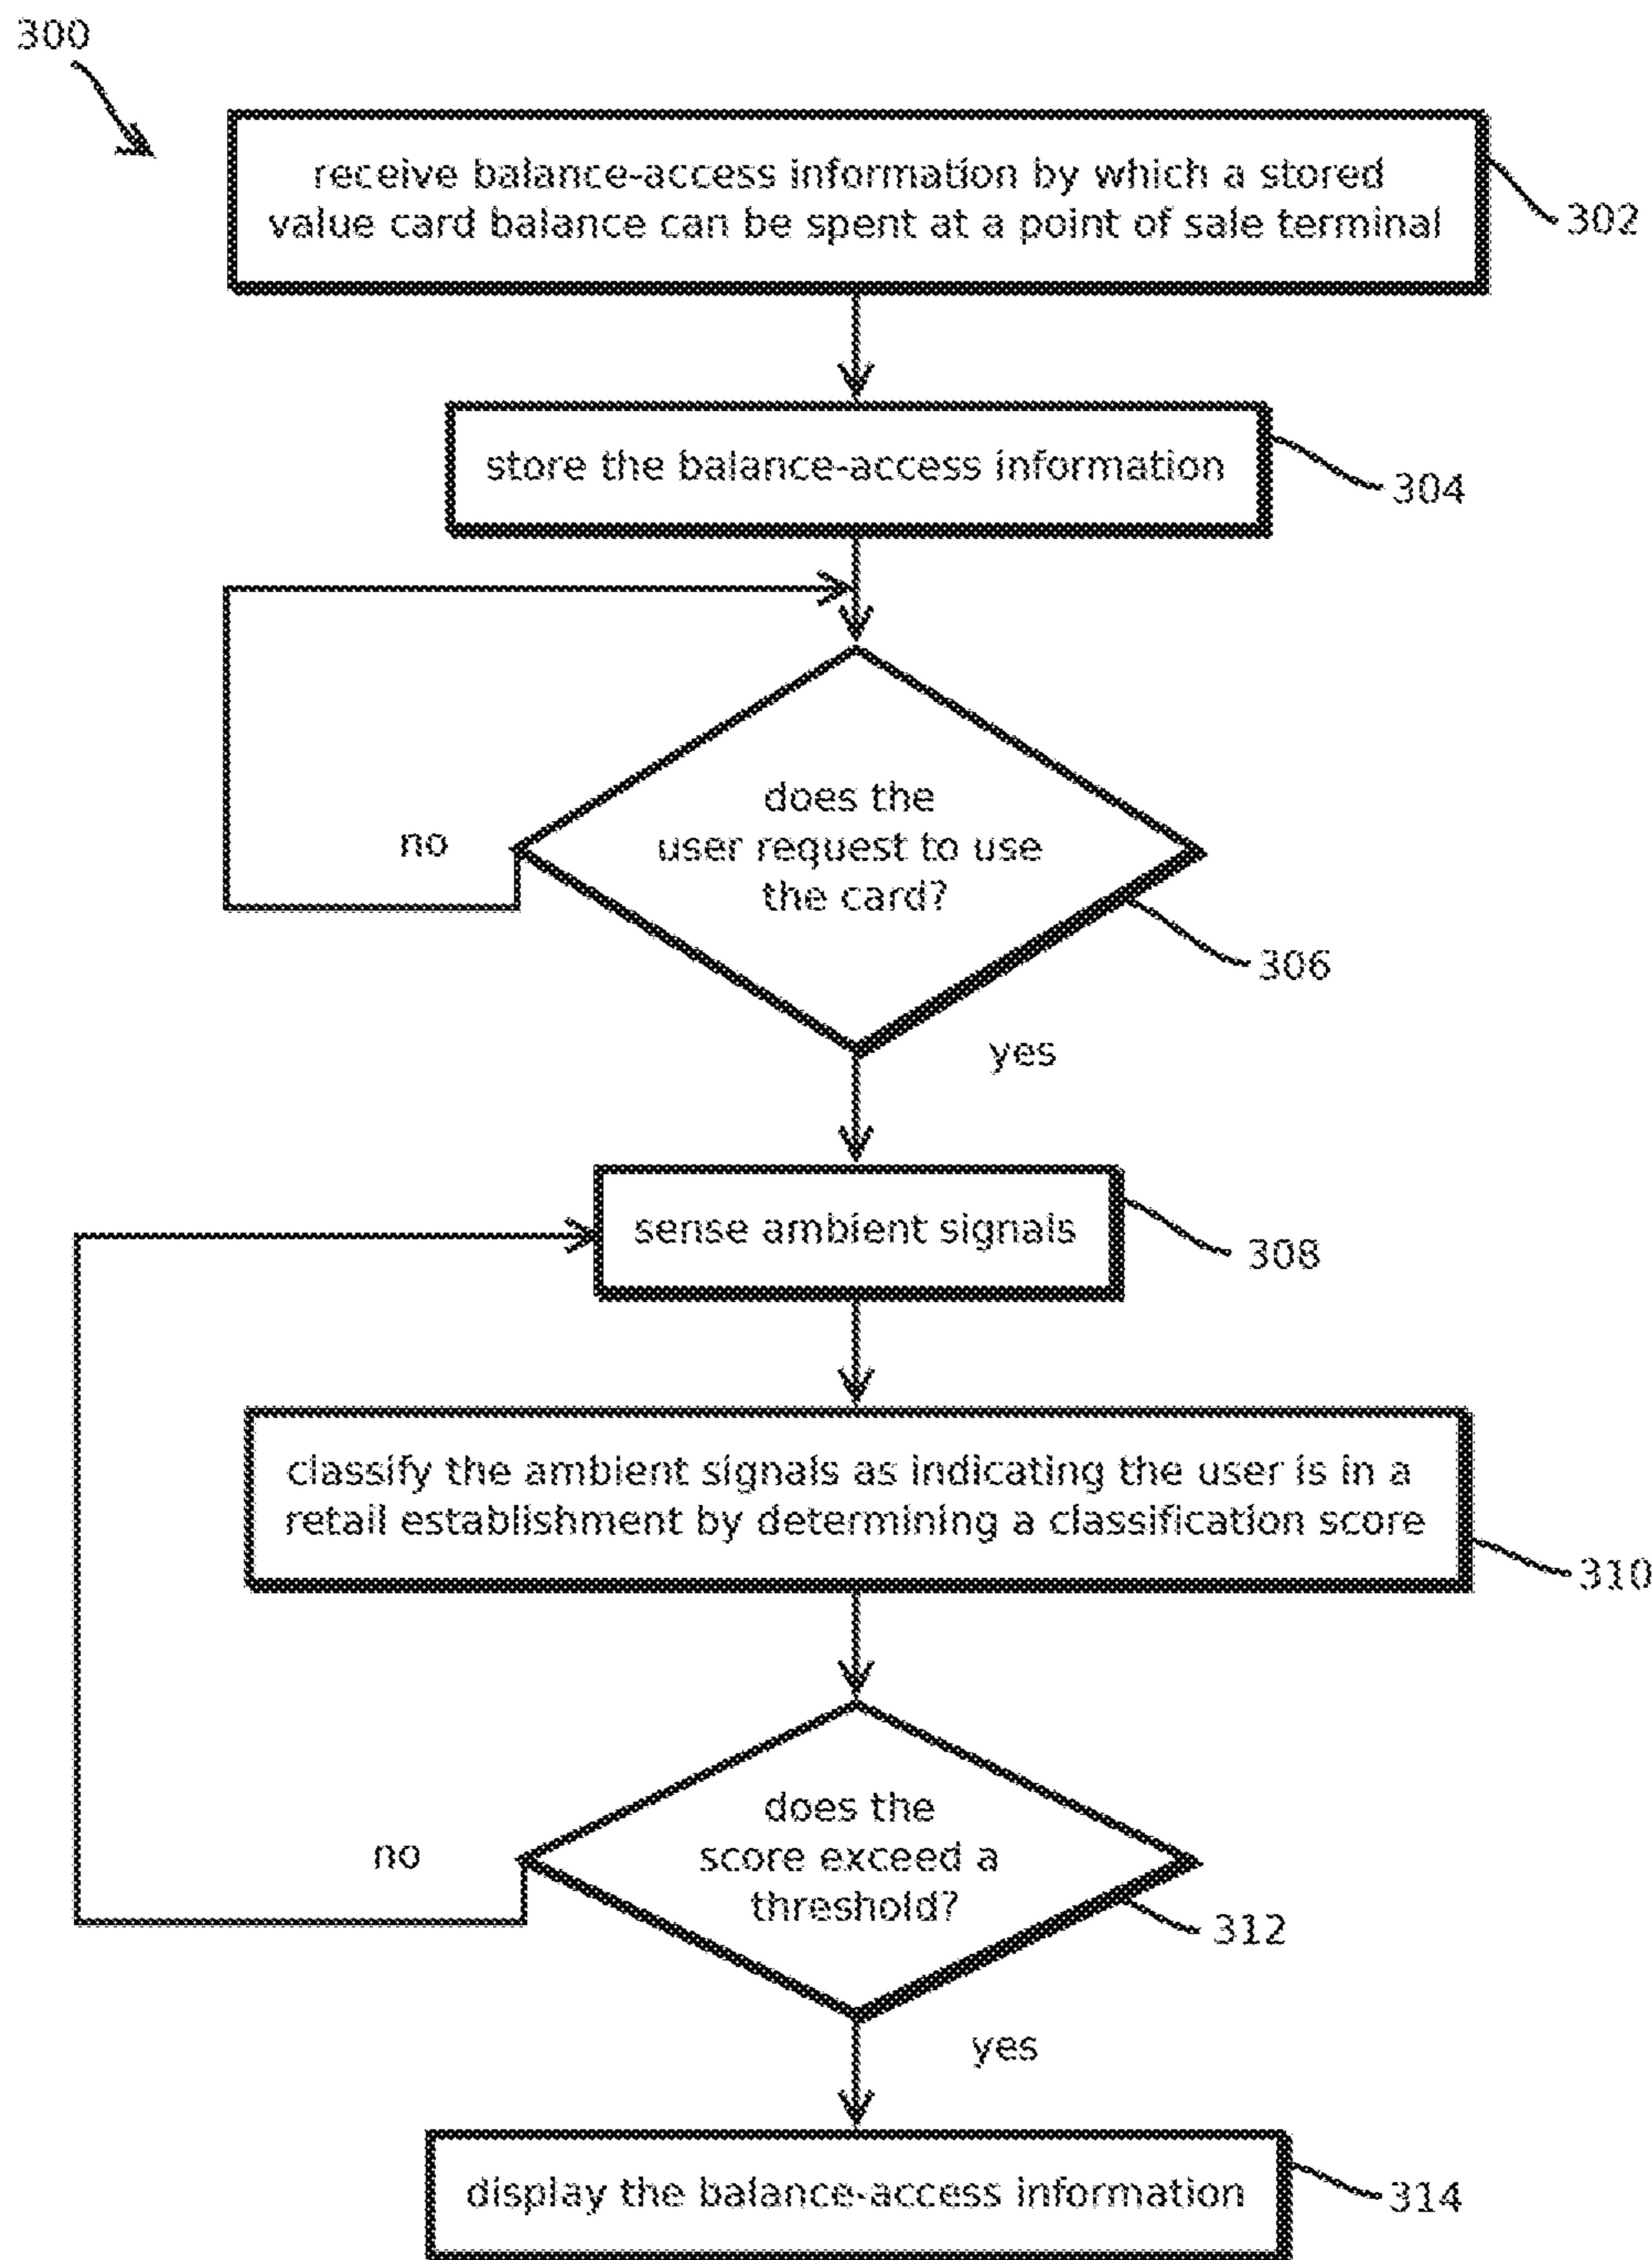 300
receive balance-access information by which a stored
value card balance can be spent at a point of sale terminal
302
store the balance-access information
304
does the
user request to use
the card?
no
306
yes
sense ambient signals
308
classify the ambient signals as indicating the user is in a
retail establishment by determining a classification score
310
does the
score exceed a
threshold?
no
312
yes
display the balance-access information
314